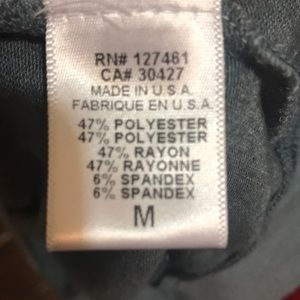 RN# 127461
CA# 30427
MADE IN U.S.A.
FABRIQUE EN U.S.A.
47% POLYESTER
47% POLYESTER
47% RAYON
47% RAYONNE
6% SPANDEX
6% SPANDEX
M